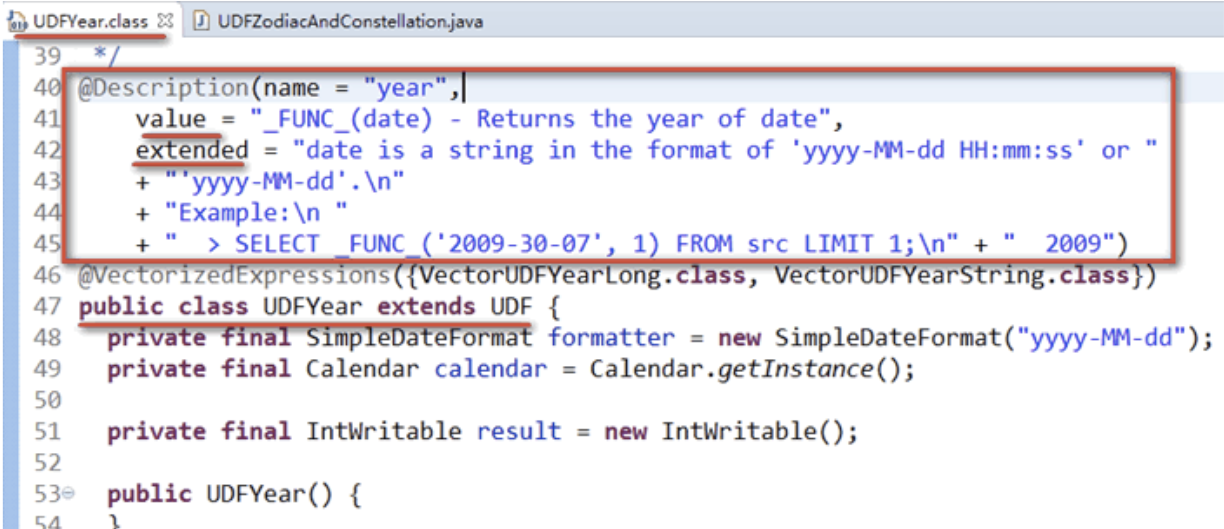 UDFYear.class UDFZodiacAndConstellation.java
39 */
40 @Description(name = "year",
41 value = "_FUNC_(date) - Returns the year of date",
42 extended = "date is a string in the format of 'yyyy-MM-dd HH:mm:ss' or "
43 + "'yyyy-MM-dd'.\n"
44 + "Example:\n "
45 + "  > SELECT _FUNC_('2009-30-07', 1) FROM src LIMIT 1;\n" + "  2009")
46 @VectorizedExpressions({VectorUDFYearLong.class, VectorUDFYearString.class})
47 public class UDFYear extends UDF {
48 private final SimpleDateFormat formatter = new SimpleDateFormat("yyyy-MM-dd");
49 private final Calendar calendar = Calendar.getInstance();
50
51 private final IntWritable result = new IntWritable();
52
53 public UDFYear() {
54 }